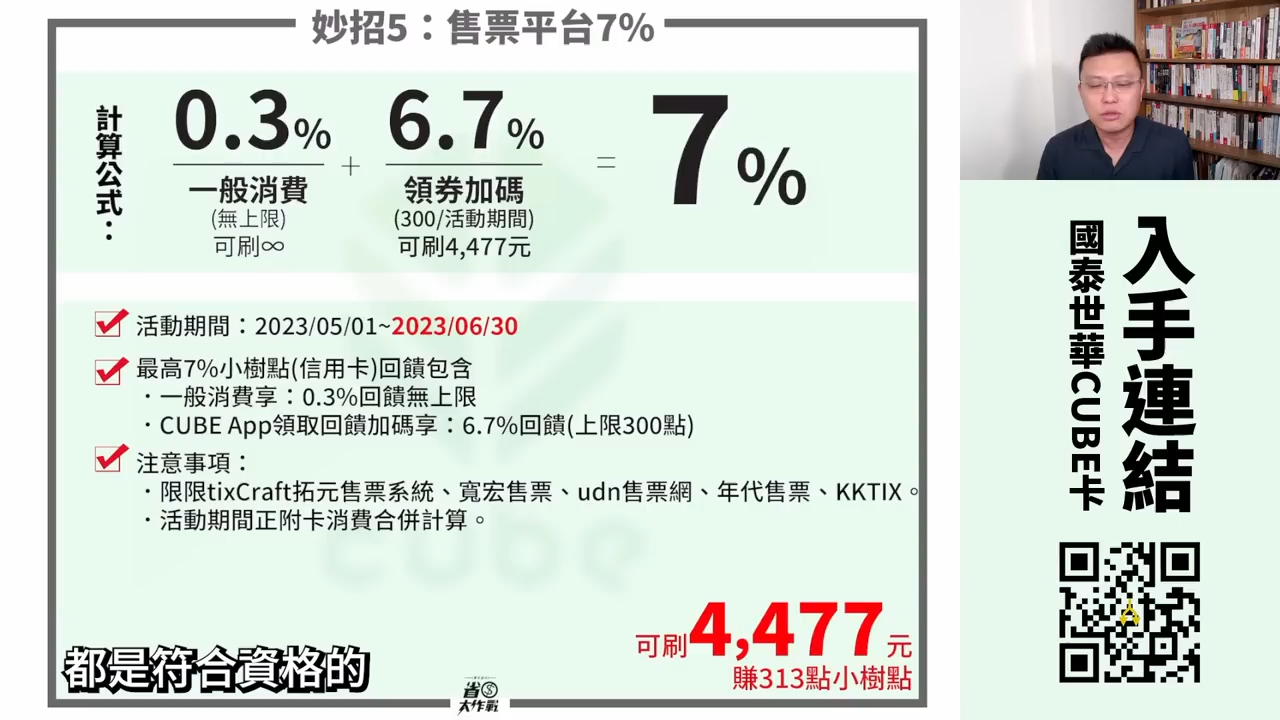 妙招5：售票平台7%
計算公式：
0.3%
一般消費
(無上限)
可刷∞
+
6.7%
領券加碼
(300/活動期間)
可刷4,477元
=
7%
活動期間：2023/05/01~2023/06/30
最高7%小樹點(信用卡)回饋包含
·一般消費享：0.3%回饋無上限
·CUBE App領取回饋加碼享：6.7%回饋(上限300點)
注意事項：
·限限tixCraft拓元售票系統、寬宏售票、udn售票網、年代售票、KKTIX。
·活動期間正附卡消費合併計算。
cube
可刷4,477元
賺313點小樹點
都是符合資格的
省
大作戰
入手連結
國泰世華CUBE卡